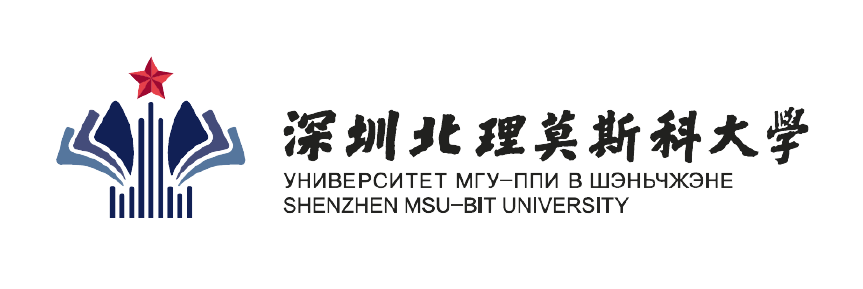 深圳北理莫斯科大學
УНИВЕРСИТЕТ МГУ-ППИ В ШЭНЬЧЖЭНЕ
SHENZHEN MSU-BIT UNIVERSITY